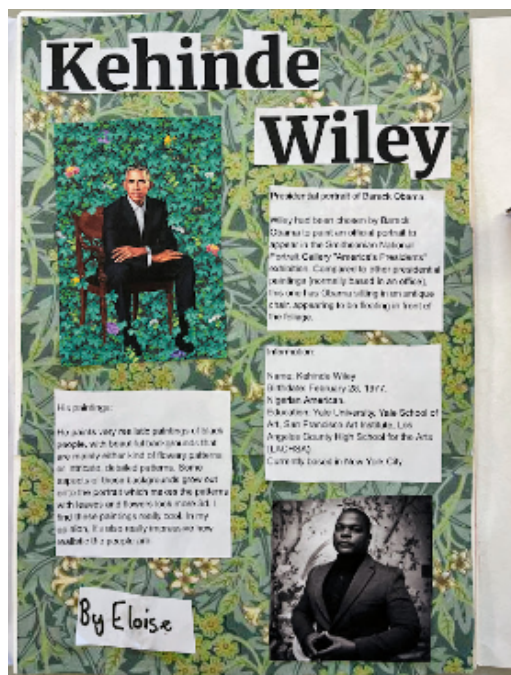 Kehinde
Wiley
Presidential portrait of Barack Obama
Wiley had been chosen by Barack
Obama to paint an official portrait to
appear in the Smithsonian National
Portrait Gallery "America's Presidents"
exhibition. Compared to other presidential
paintings (normally based in an office),
this one has Obama sitting in an antique
chair, appearing to be floating in front of
the foliage.
Information:
Name: Kehinde Wiley
Birthdate: February 28, 1977.
Nigerian American.
Education: Yale University, Yale School of
Art, San Francisco Art Institute, Los
Angeles County High School for the Arts
(LACHSA)
Currently based in New York City
His paintings:
He paints very realistic paintings of black
people, with beautiful backgrounds that
are mainly either kind of flowery patterns
or intricate, detailed patterns. Some
aspects of these backgrounds grow out
onto the portrait which makes the patterns
with leaves and flowers look more 3d. I
find these paintings really cool. In my
opinion, it's also really impressive how
realistic the people are.
By Eloise